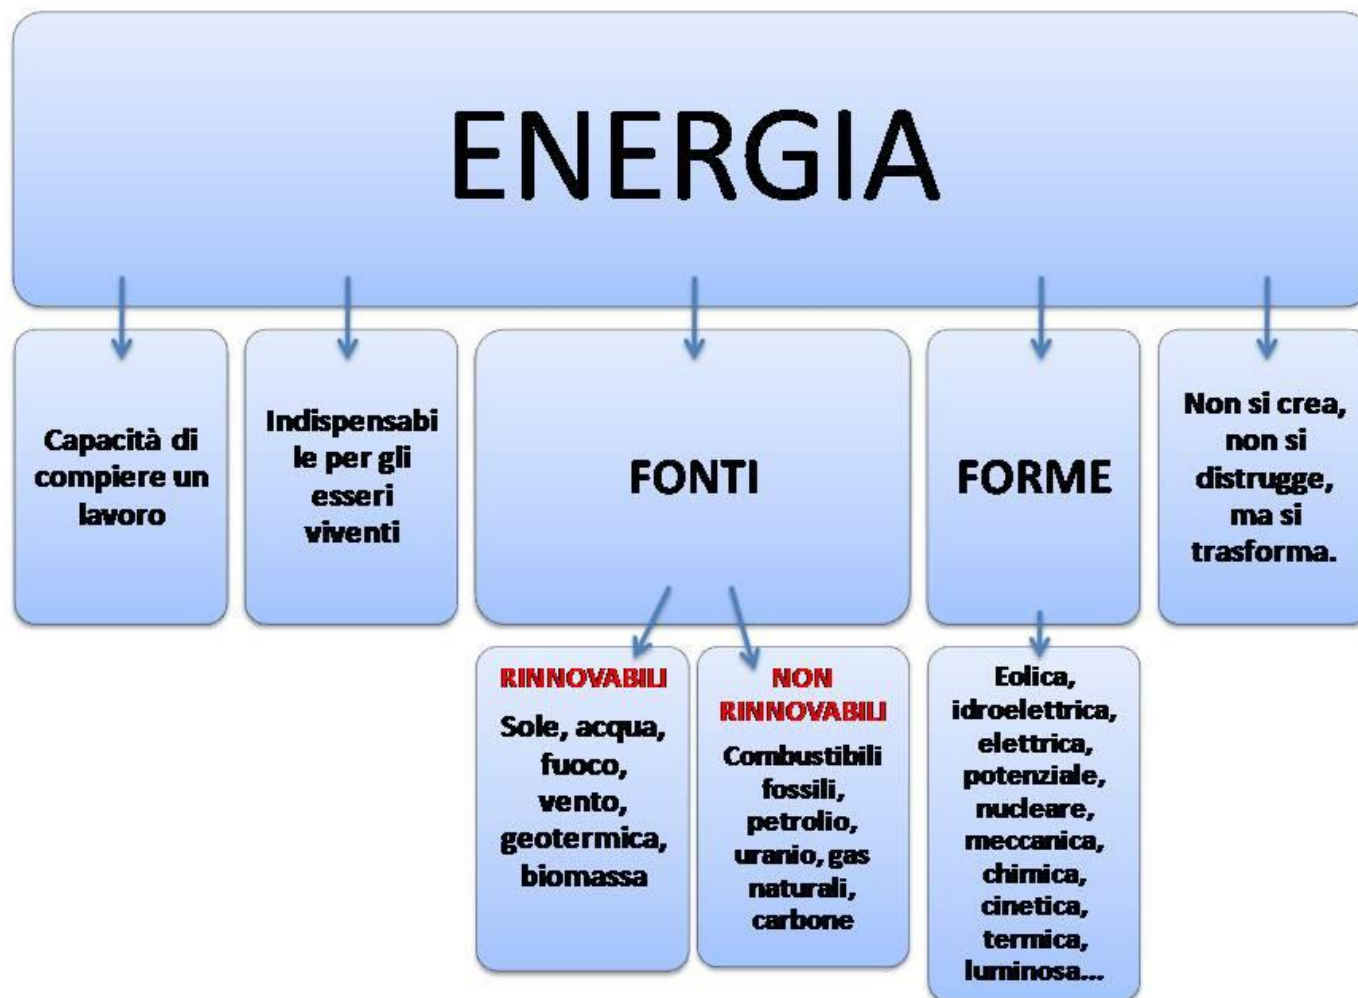 ENERGIA
Capacità di
compiere un
lavoro
Indispensabi
le per gli
esseri
viventi
FONTI
FORME
Non si crea,
non si
distrugge,
ma si
trasforma.
RINNOVABILI
Sole, acqua,
fuoco,
vento,
geotermica,
biomassa
NON
RINNOVABILI
Combustibili
fossili,
petrolio,
uranio, gas
naturali,
carbone
Eolica,
idroelettrica,
elettrica,
potenziale,
nucleare,
meccanica,
chimica,
cinetica,
termica,
luminosa...